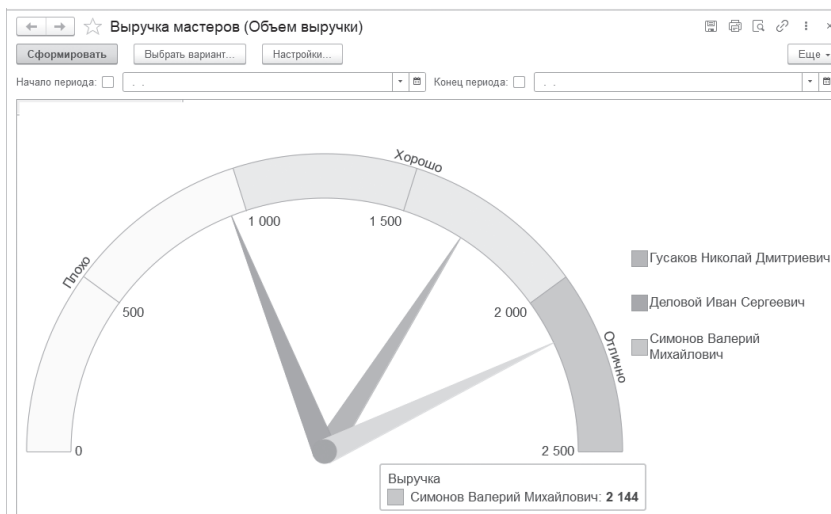 Выручка мастеров (Объем выручки)
Сформировать Выбрать вариант... Настройки... Еще
Начало периода: . . Конец периода: . .
Хорошо
Плохо
1 000 1 500
Гусаков Николай Дмитриевич
500 2 000
Деловой Иван Сергеевич
Отлично
Симонов Валерий
Михайлович
0 2 500
Выручка
Симонов Валерий Михайлович: 2 144